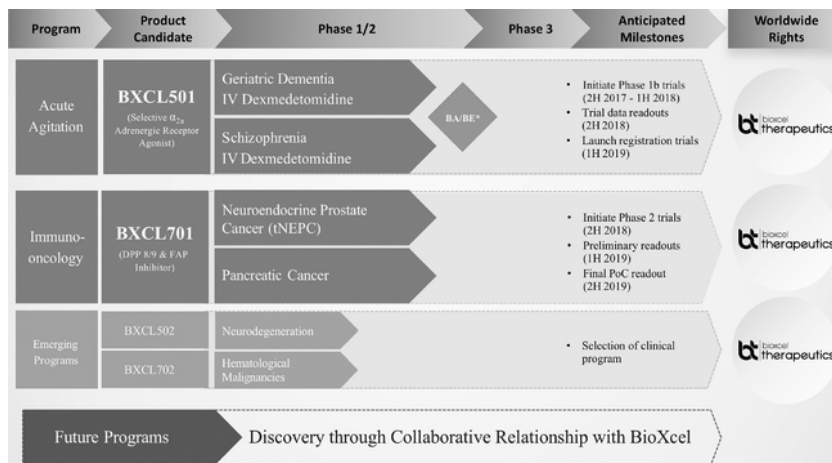 Program
Product
Candidate
Phase 1/2
Phase 3
Anticipated
Milestones
Worldwide
Rights
Acute
Agitation
BXCL501
(Selective α2a
Adrenergic Receptor
Agonist)
Geriatric Dementia
IV Dexmedetomidine
Schizophrenia
IV Dexmedetomidine
BA/BE*
• Initiate Phase 1b trials
(2H 2017 - 1H 2018)
• Trial data readouts
(2H 2018)
• Launch registration trials
(1H 2019)
bt bioxcel
therapeutics
Immuno-
oncology
BXCL701
(DPP 8/9 & FAP
Inhibitor)
Neuroendocrine Prostate
Cancer (tNEPC)
Pancreatic Cancer
• Initiate Phase 2 trials
(2H 2018)
• Preliminary readouts
(1H 2019)
• Final PoC readout
(2H 2019)
bt bioxcel
therapeutics
Emerging
Programs
BXCL502
Neurodegeneration
BXCL702
Hematological
Malignancies
• Selection of clinical
program
bt bioxcel
therapeutics
Future Programs
Discovery through Collaborative Relationship with BioXcel